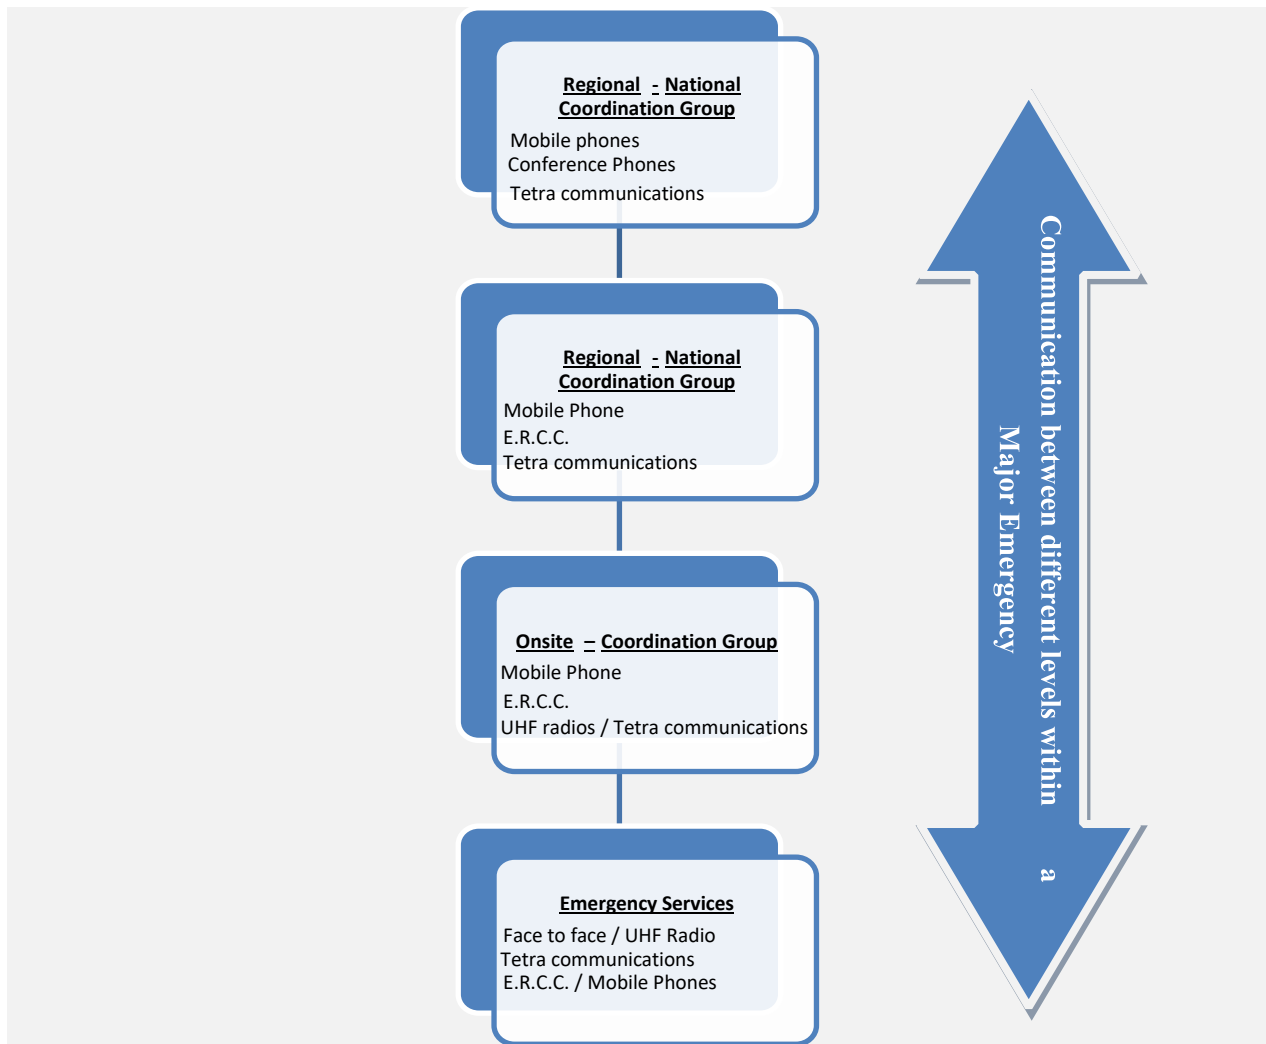 Regional - National
Coordination Group
Mobile phones
Conference Phones
Tetra communications
Regional - National
Coordination Group
Mobile Phone
E.R.C.C.
Tetra communications
Onsite – Coordination Group
Mobile Phone
E.R.C.C.
UHF radios / Tetra communications
Emergency Services
Face to face / UHF Radio
Tetra communications
E.R.C.C. / Mobile Phones
Communication between different levels within a
Major Emergency